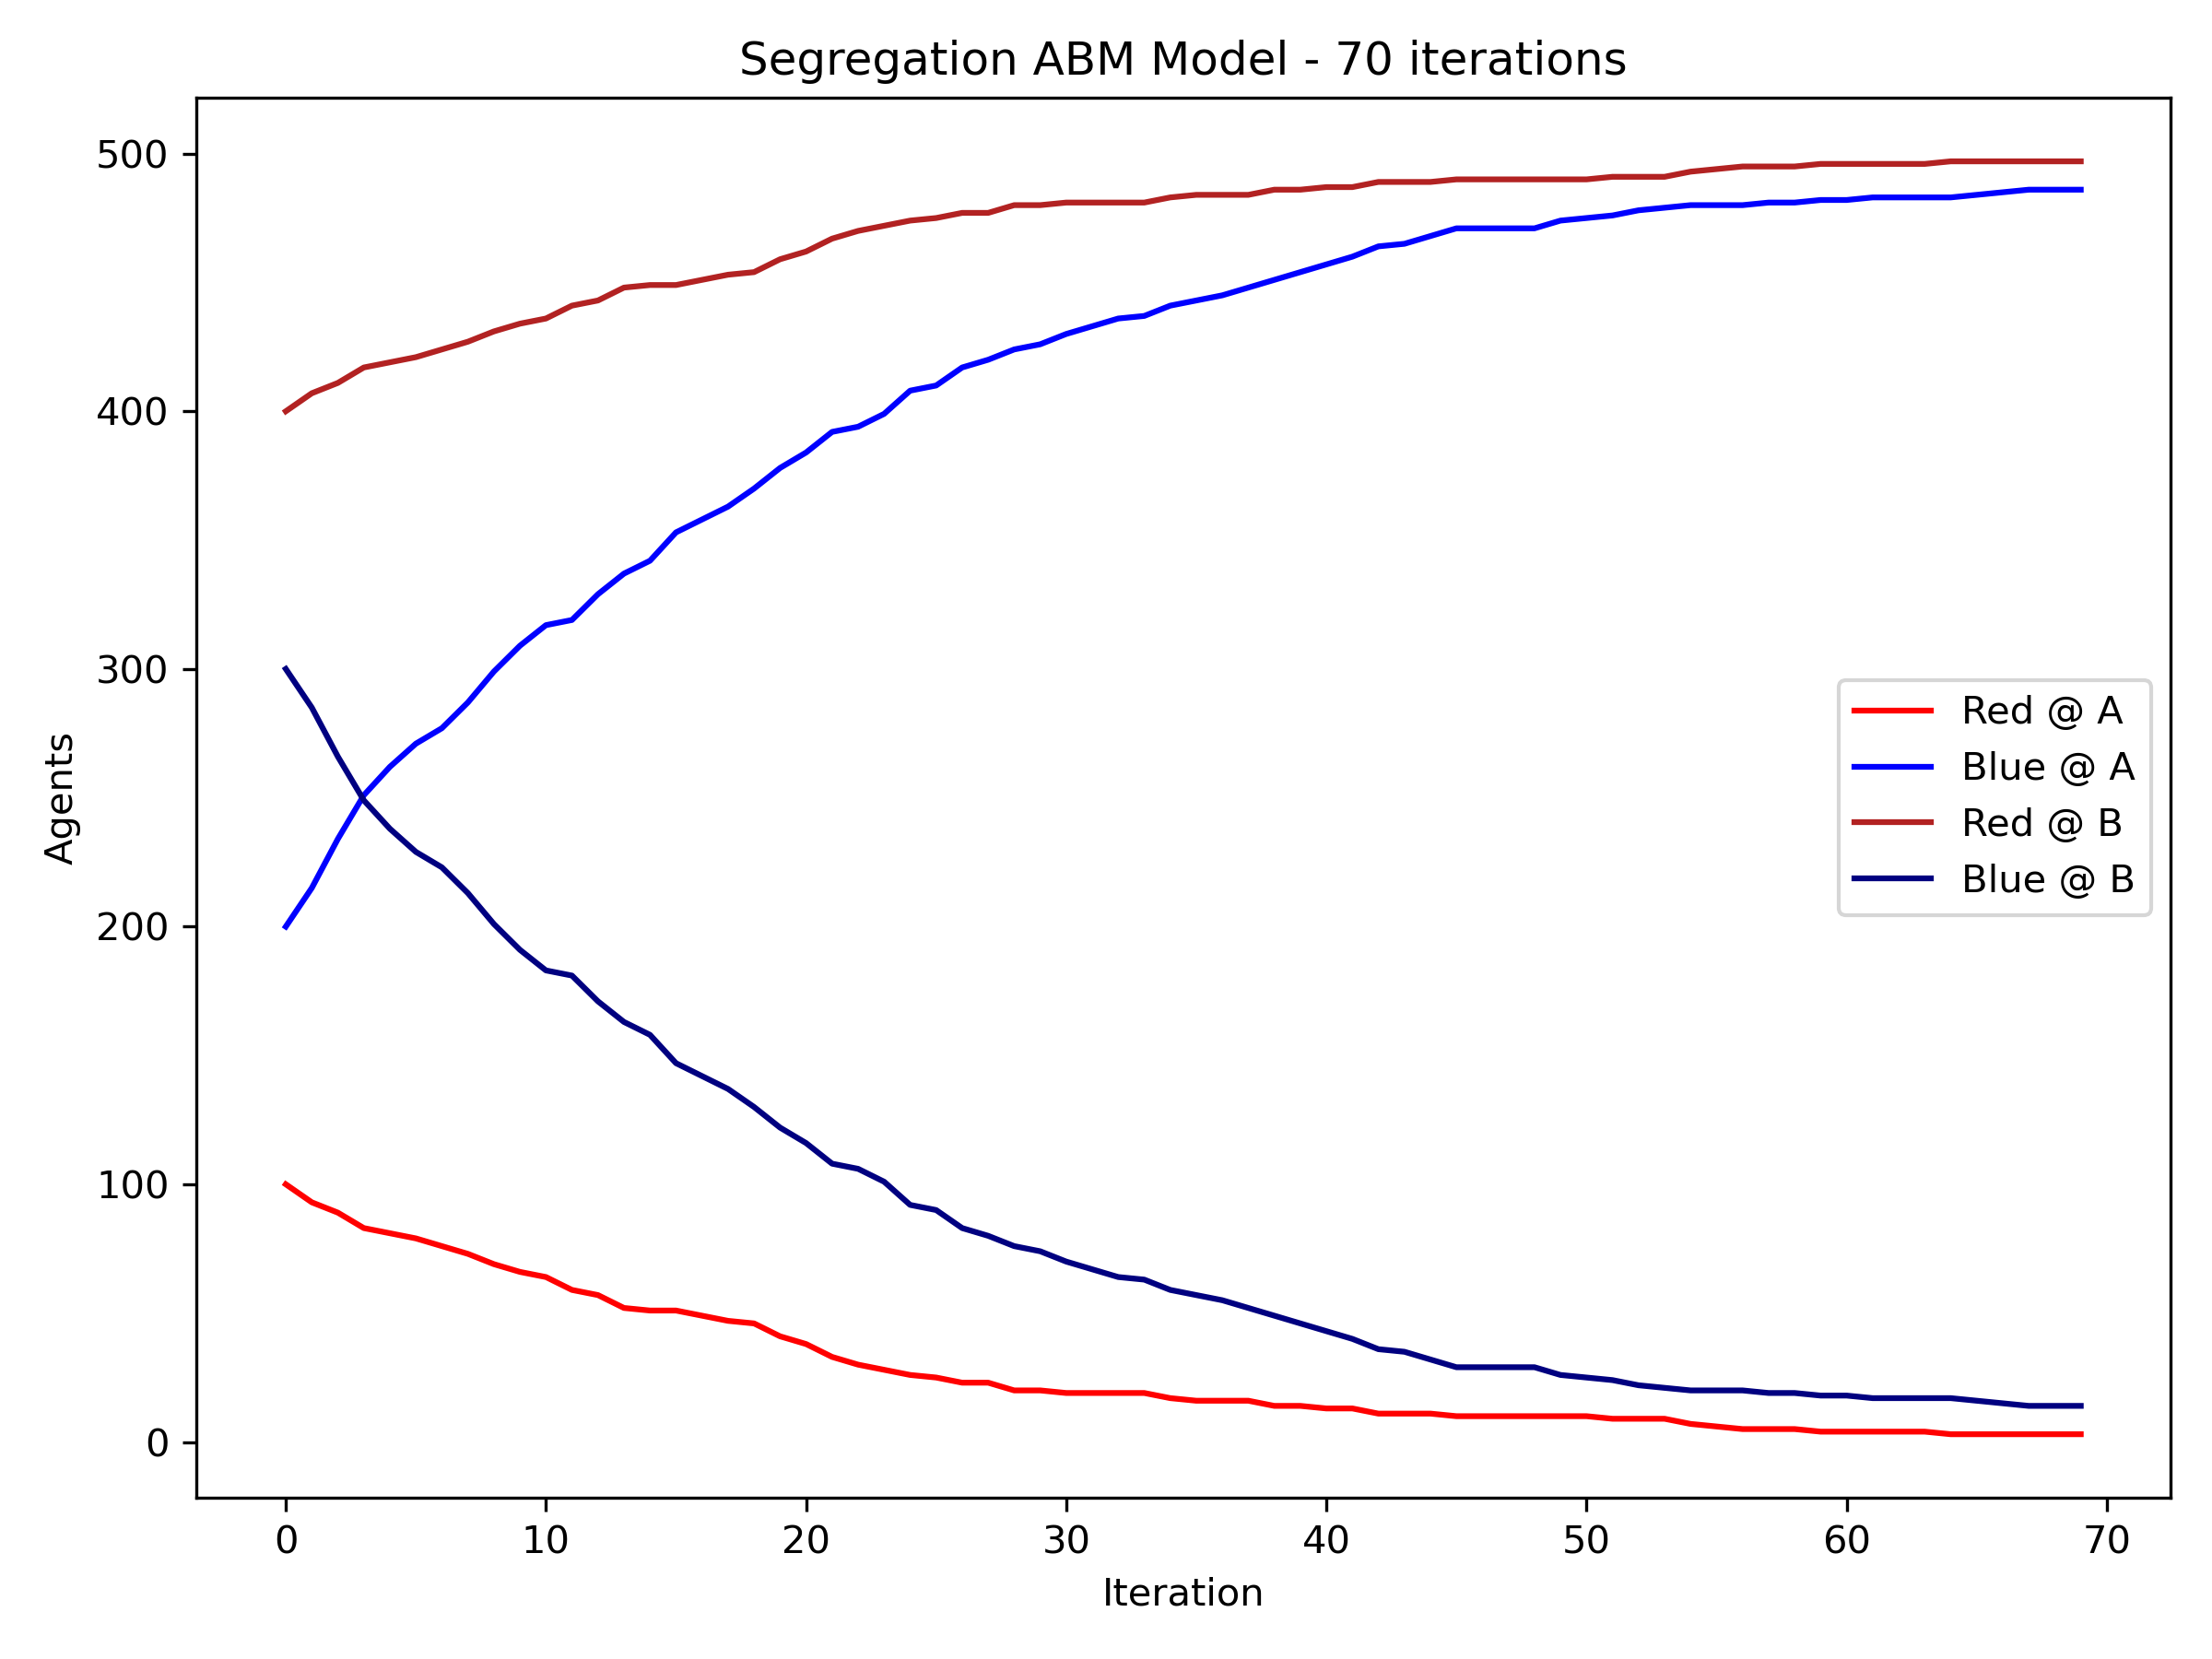 Segregation ABM Model - 70 iterations
500
400
300
200
100
0
Agents
Red @ A
Blue @ A
Red @ B
Blue @ B
0 10 20 30 40 50 60 70
Iteration